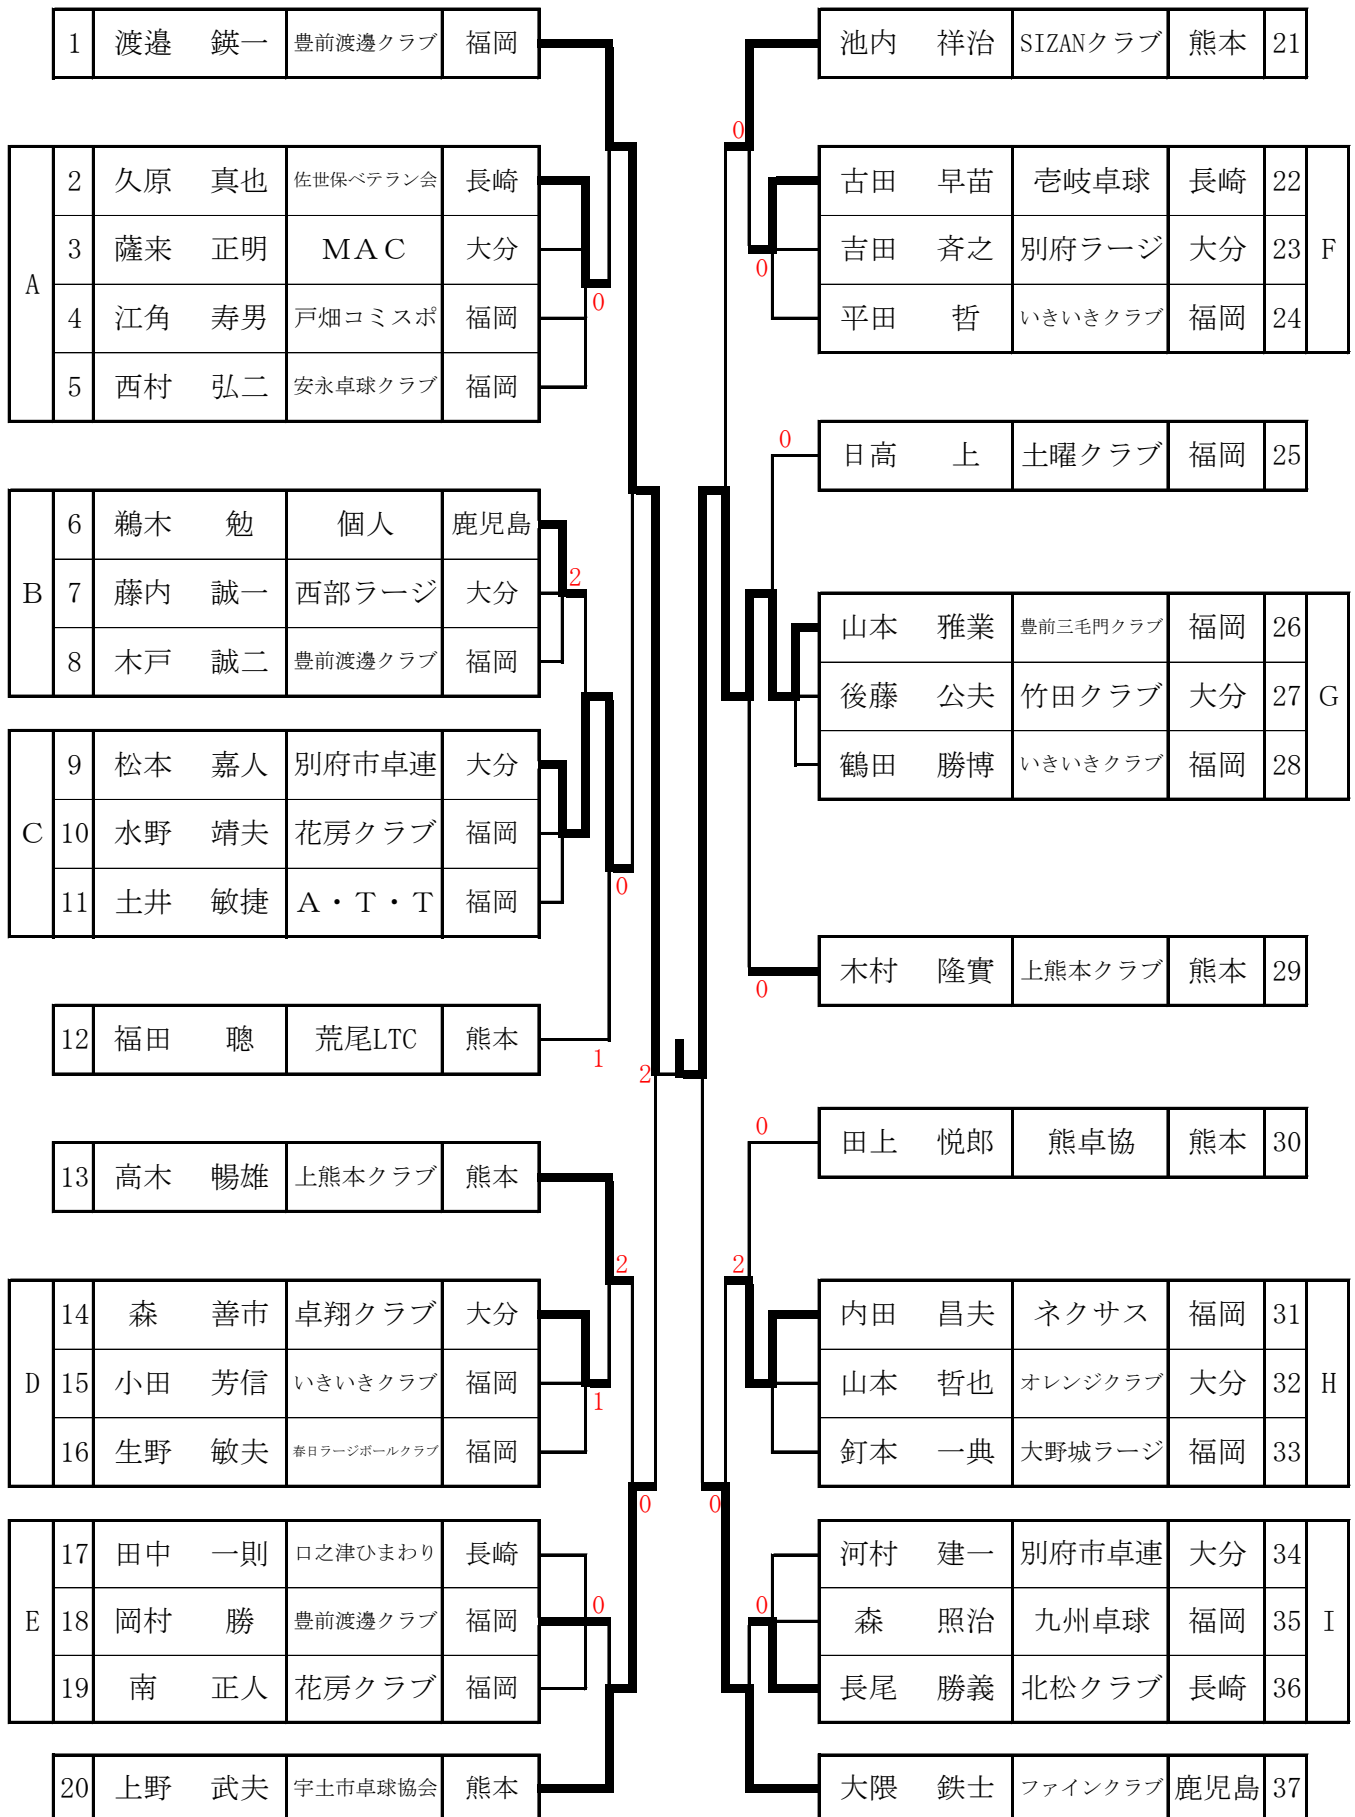 1 渡邉 鍈一 豊前渡邊クラブ 福岡
A
2 久原 真也 佐世保ベテラン会 長崎
3 薩来 正明 ＭＡＣ 大分
4 江角 寿男 戸畑コミスポ 福岡
5 西村 弘二 安永卓球クラブ 福岡
0
B
6 鵜木 勉 個人 鹿児島
7 藤内 誠一 西部ラージ 大分
8 木戸 誠二 豊前渡邊クラブ 福岡
2
C
9 松本 嘉人 別府市卓連 大分
10 水野 靖夫 花房クラブ 福岡
11 土井 敏捷 Ａ・Ｔ・Ｔ 福岡
0
12 福田 聰 荒尾LTC 熊本
1
2
13 高木 暢雄 上熊本クラブ 熊本
2
D
14 森 善市 卓翔クラブ 大分
15 小田 芳信 いきいきクラブ 福岡
16 生野 敏夫 春日ラージボールクラブ 福岡
1
0
E
17 田中 一則 口之津ひまわり 長崎
18 岡村 勝 豊前渡邊クラブ 福岡
19 南 正人 花房クラブ 福岡
0
20 上野 武夫 宇土市卓球協会 熊本
池内 祥治 SIZANクラブ 熊本 21
0
古田 早苗 壱岐卓球 長崎 22
吉田 斉之 別府ラージ 大分 23
平田 哲 いきいきクラブ 福岡 24
F
0
0
日高 上 土曜クラブ 福岡 25
山本 雅業 豊前三毛門クラブ 福岡 26
後藤 公夫 竹田クラブ 大分 27
鶴田 勝博 いきいきクラブ 福岡 28
G
木村 隆實 上熊本クラブ 熊本 29
0
0
田上 悦郎 熊卓協 熊本 30
2
内田 昌夫 ネクサス 福岡 31
山本 哲也 オレンジクラブ 大分 32
釘本 一典 大野城ラージ 福岡 33
H
0
河村 建一 別府市卓連 大分 34
森 照治 九州卓球 福岡 35
長尾 勝義 北松クラブ 長崎 36
I
0
大隈 鉄士 ファインクラブ 鹿児島 37